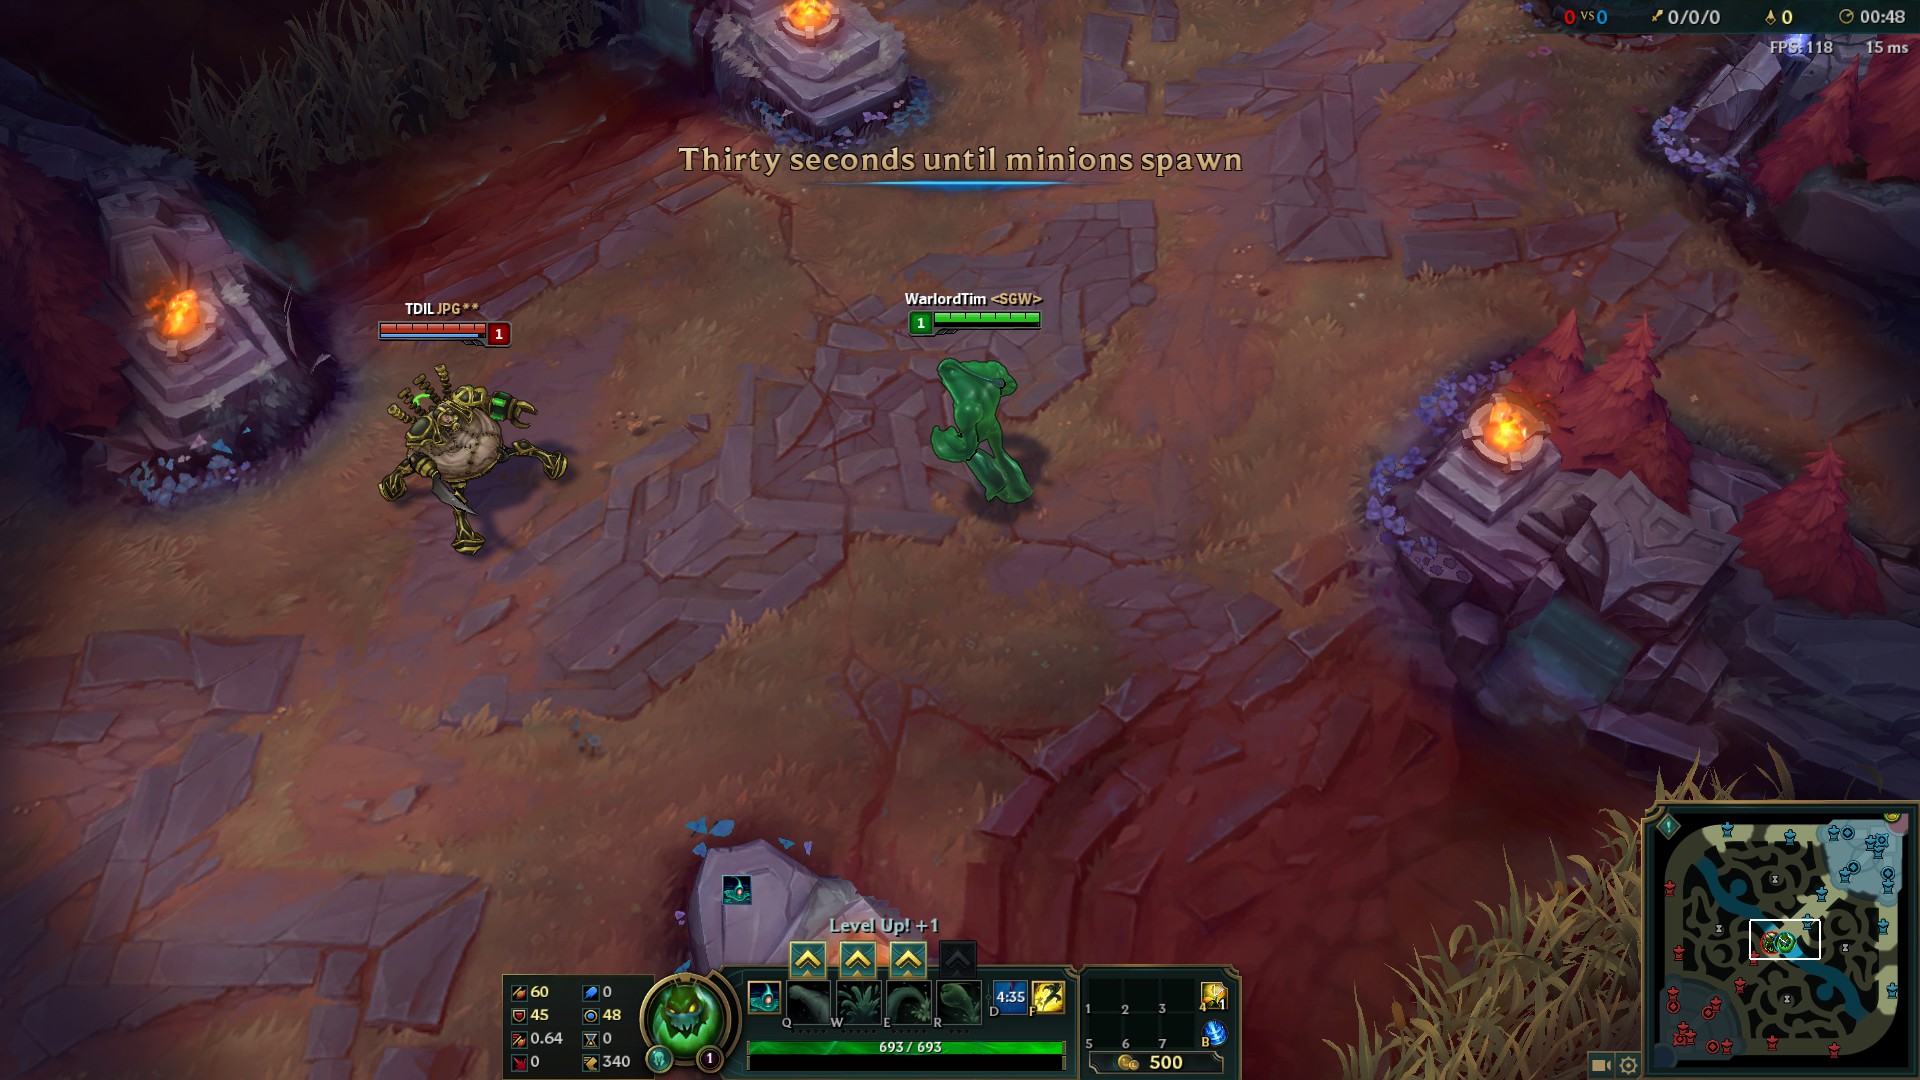 0 VS 0 0/0/0 0 00:48
FPS: 118 15 ms
Thirty seconds until minions spawn
WarlordTim <SGW>
1
TDIL JPG**
1
Level Up! +1
60 0
45 48
0.64 0
0 340
1
Q W E R
4:35
D F
693 / 693
1 2 3 4 1
5 6 7 B
500